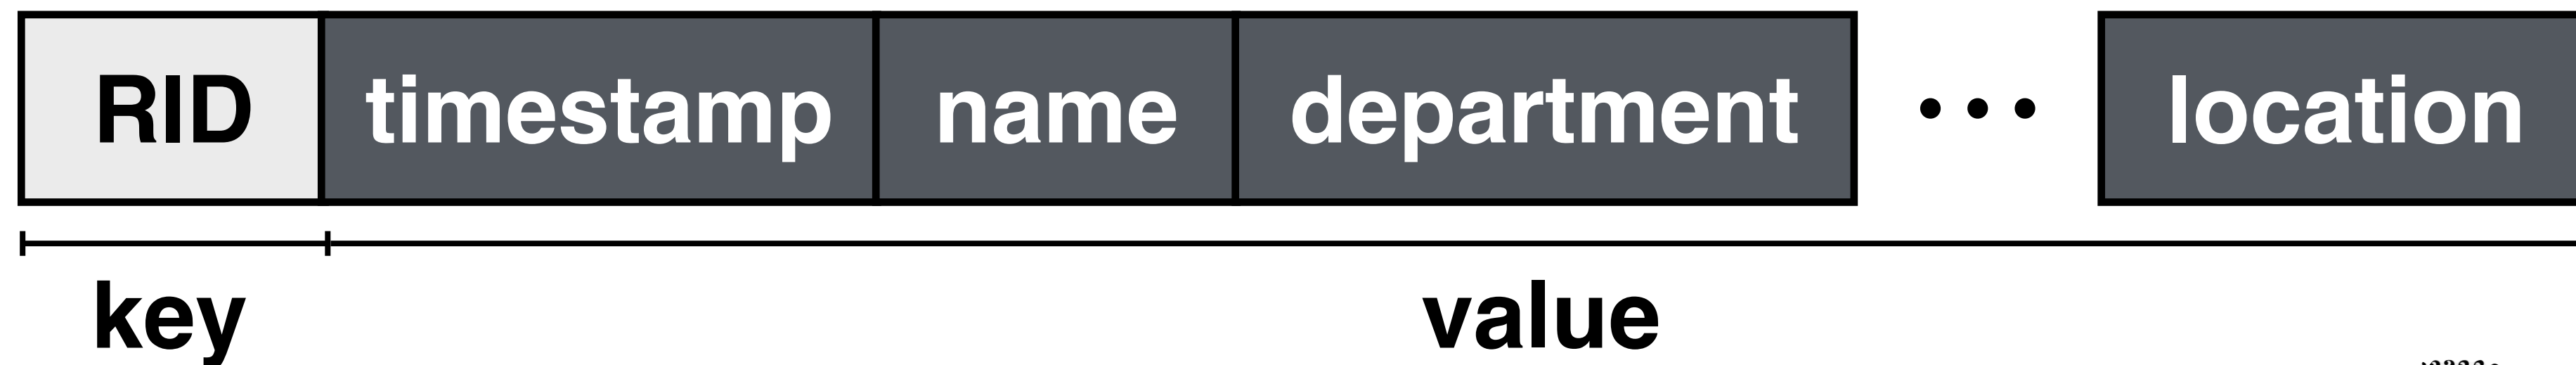 RID timestamp name department ••• location
key value